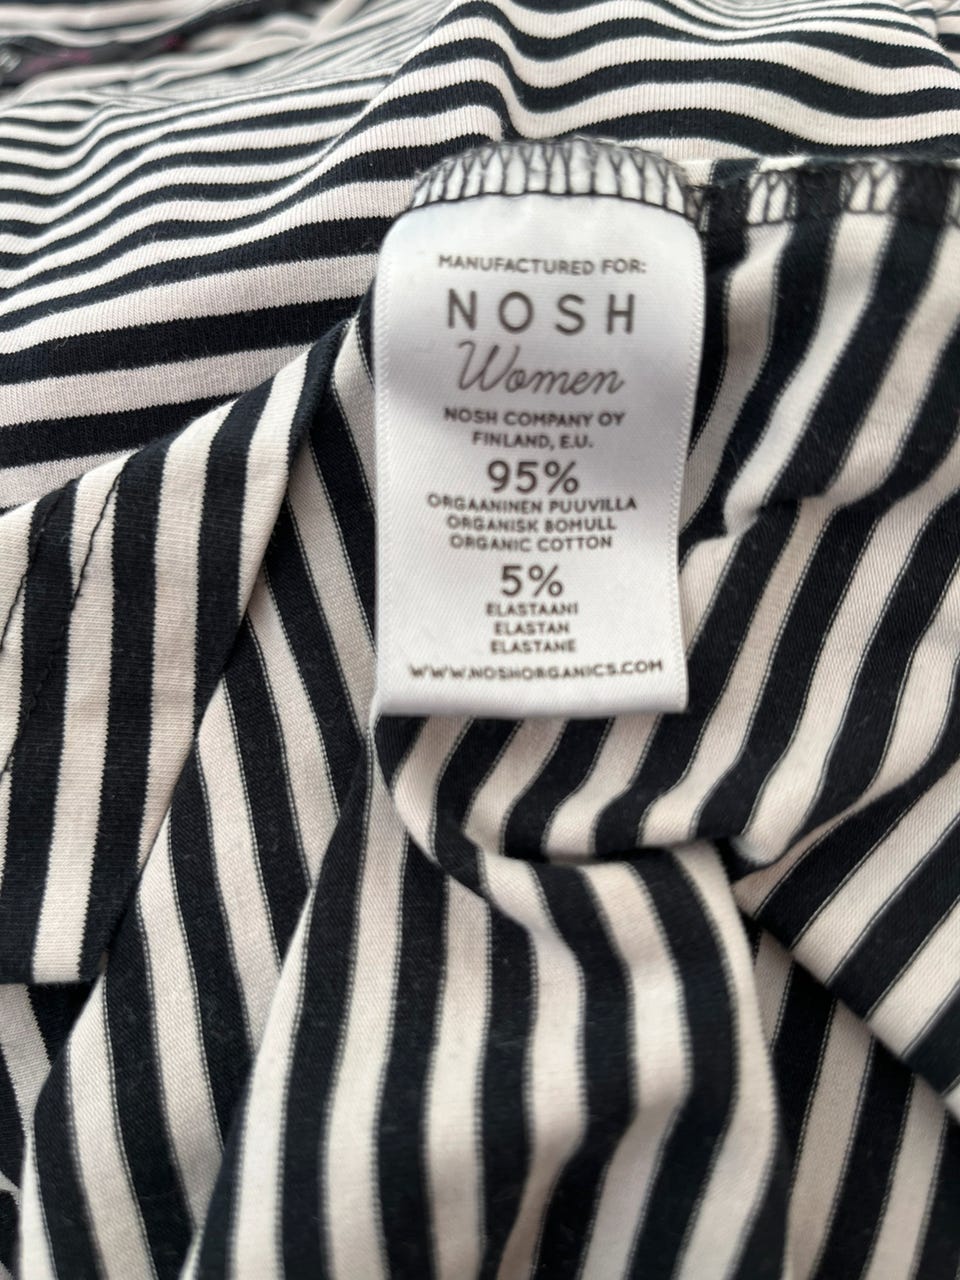 MANUFACTURED FOR:
NOSH
Women
NOSH COMPANY OY
FINLAND, E.U.
95%
ORGAANINEN PUUVILLA
ORGANISK BOMULL
ORGANIC COTTON
5%
ELASTAANI
ELASTAN
ELASTANE
WWW.NOSHORGANICS.COM